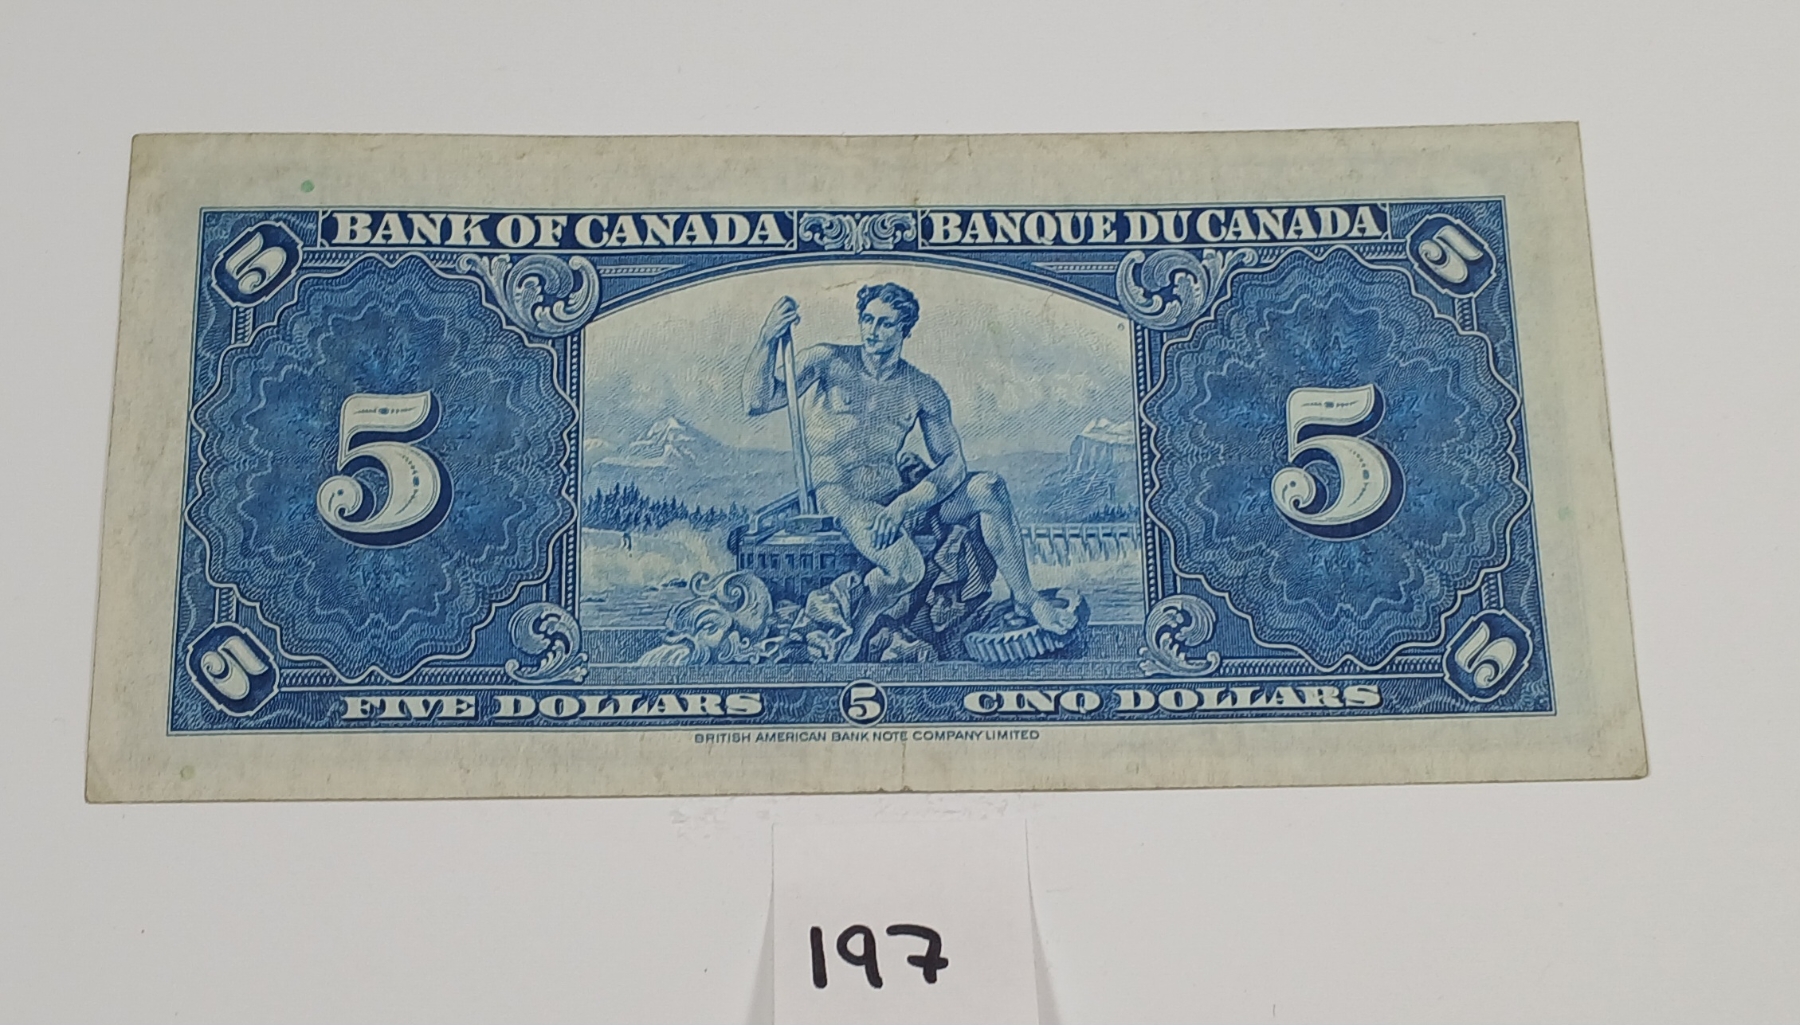 5 BANK OF CANADA BANQUE DU CANADA 5
5 5
5 FIVE DOLLARS 5 CINQ DOLLARS 5
BRITISH AMERICAN BANK NOTE COMPANY LIMITED
197